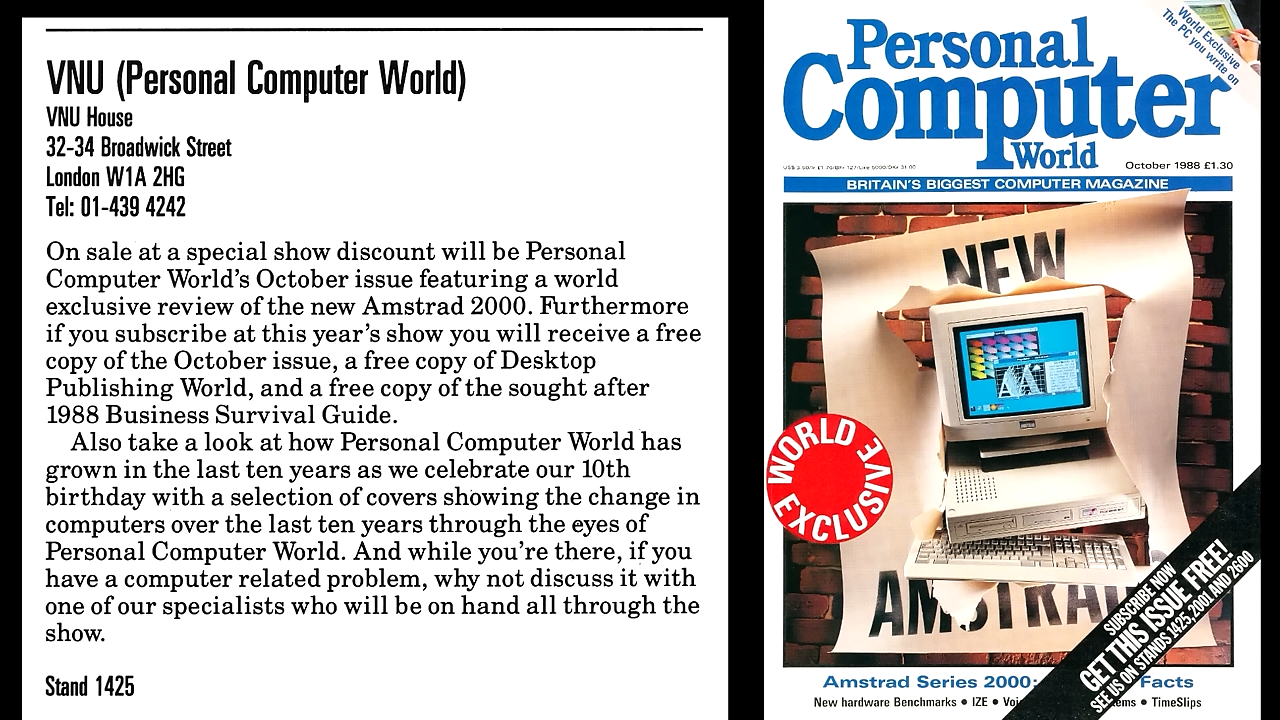 VNU (Personal Computer World)
VNU House
32-34 Broadwick Street
London W1A 2HG
Tel: 01-439 4242
On sale at a special show discount will be Personal
Computer World's October issue featuring a world
exclusive review of the new Amstrad 2000. Furthermore
if you subscribe at this year's show you will receive a free
copy of the October issue, a free copy of Desktop
Publishing World, and a free copy of the sought after
1988 Business Survival Guide.
Also take a look at how Personal Computer World has
grown in the last ten years as we celebrate our 10th
birthday with a selection of covers showing the change in
computers over the last ten years through the eyes of
Personal Computer World. And while you're there, if you
have a computer related problem, why not discuss it with
one of our specialists who will be on hand all through the
show.
Stand 1425
World Exclusive
The PC you write on
Personal
Computer
World
October 1988 £1.30
BRITAIN'S BIGGEST COMPUTER MAGAZINE
NEW
WORLD EXCLUSIVE
AMSTRAD
SUBSCRIBE NOW
GET THIS ISSUE FREE!
SEE US ON STANDS 1425, 2001 AND 2600
Amstrad Series 2000: Facts
New hardware Benchmarks • IZE • • TimeSlips